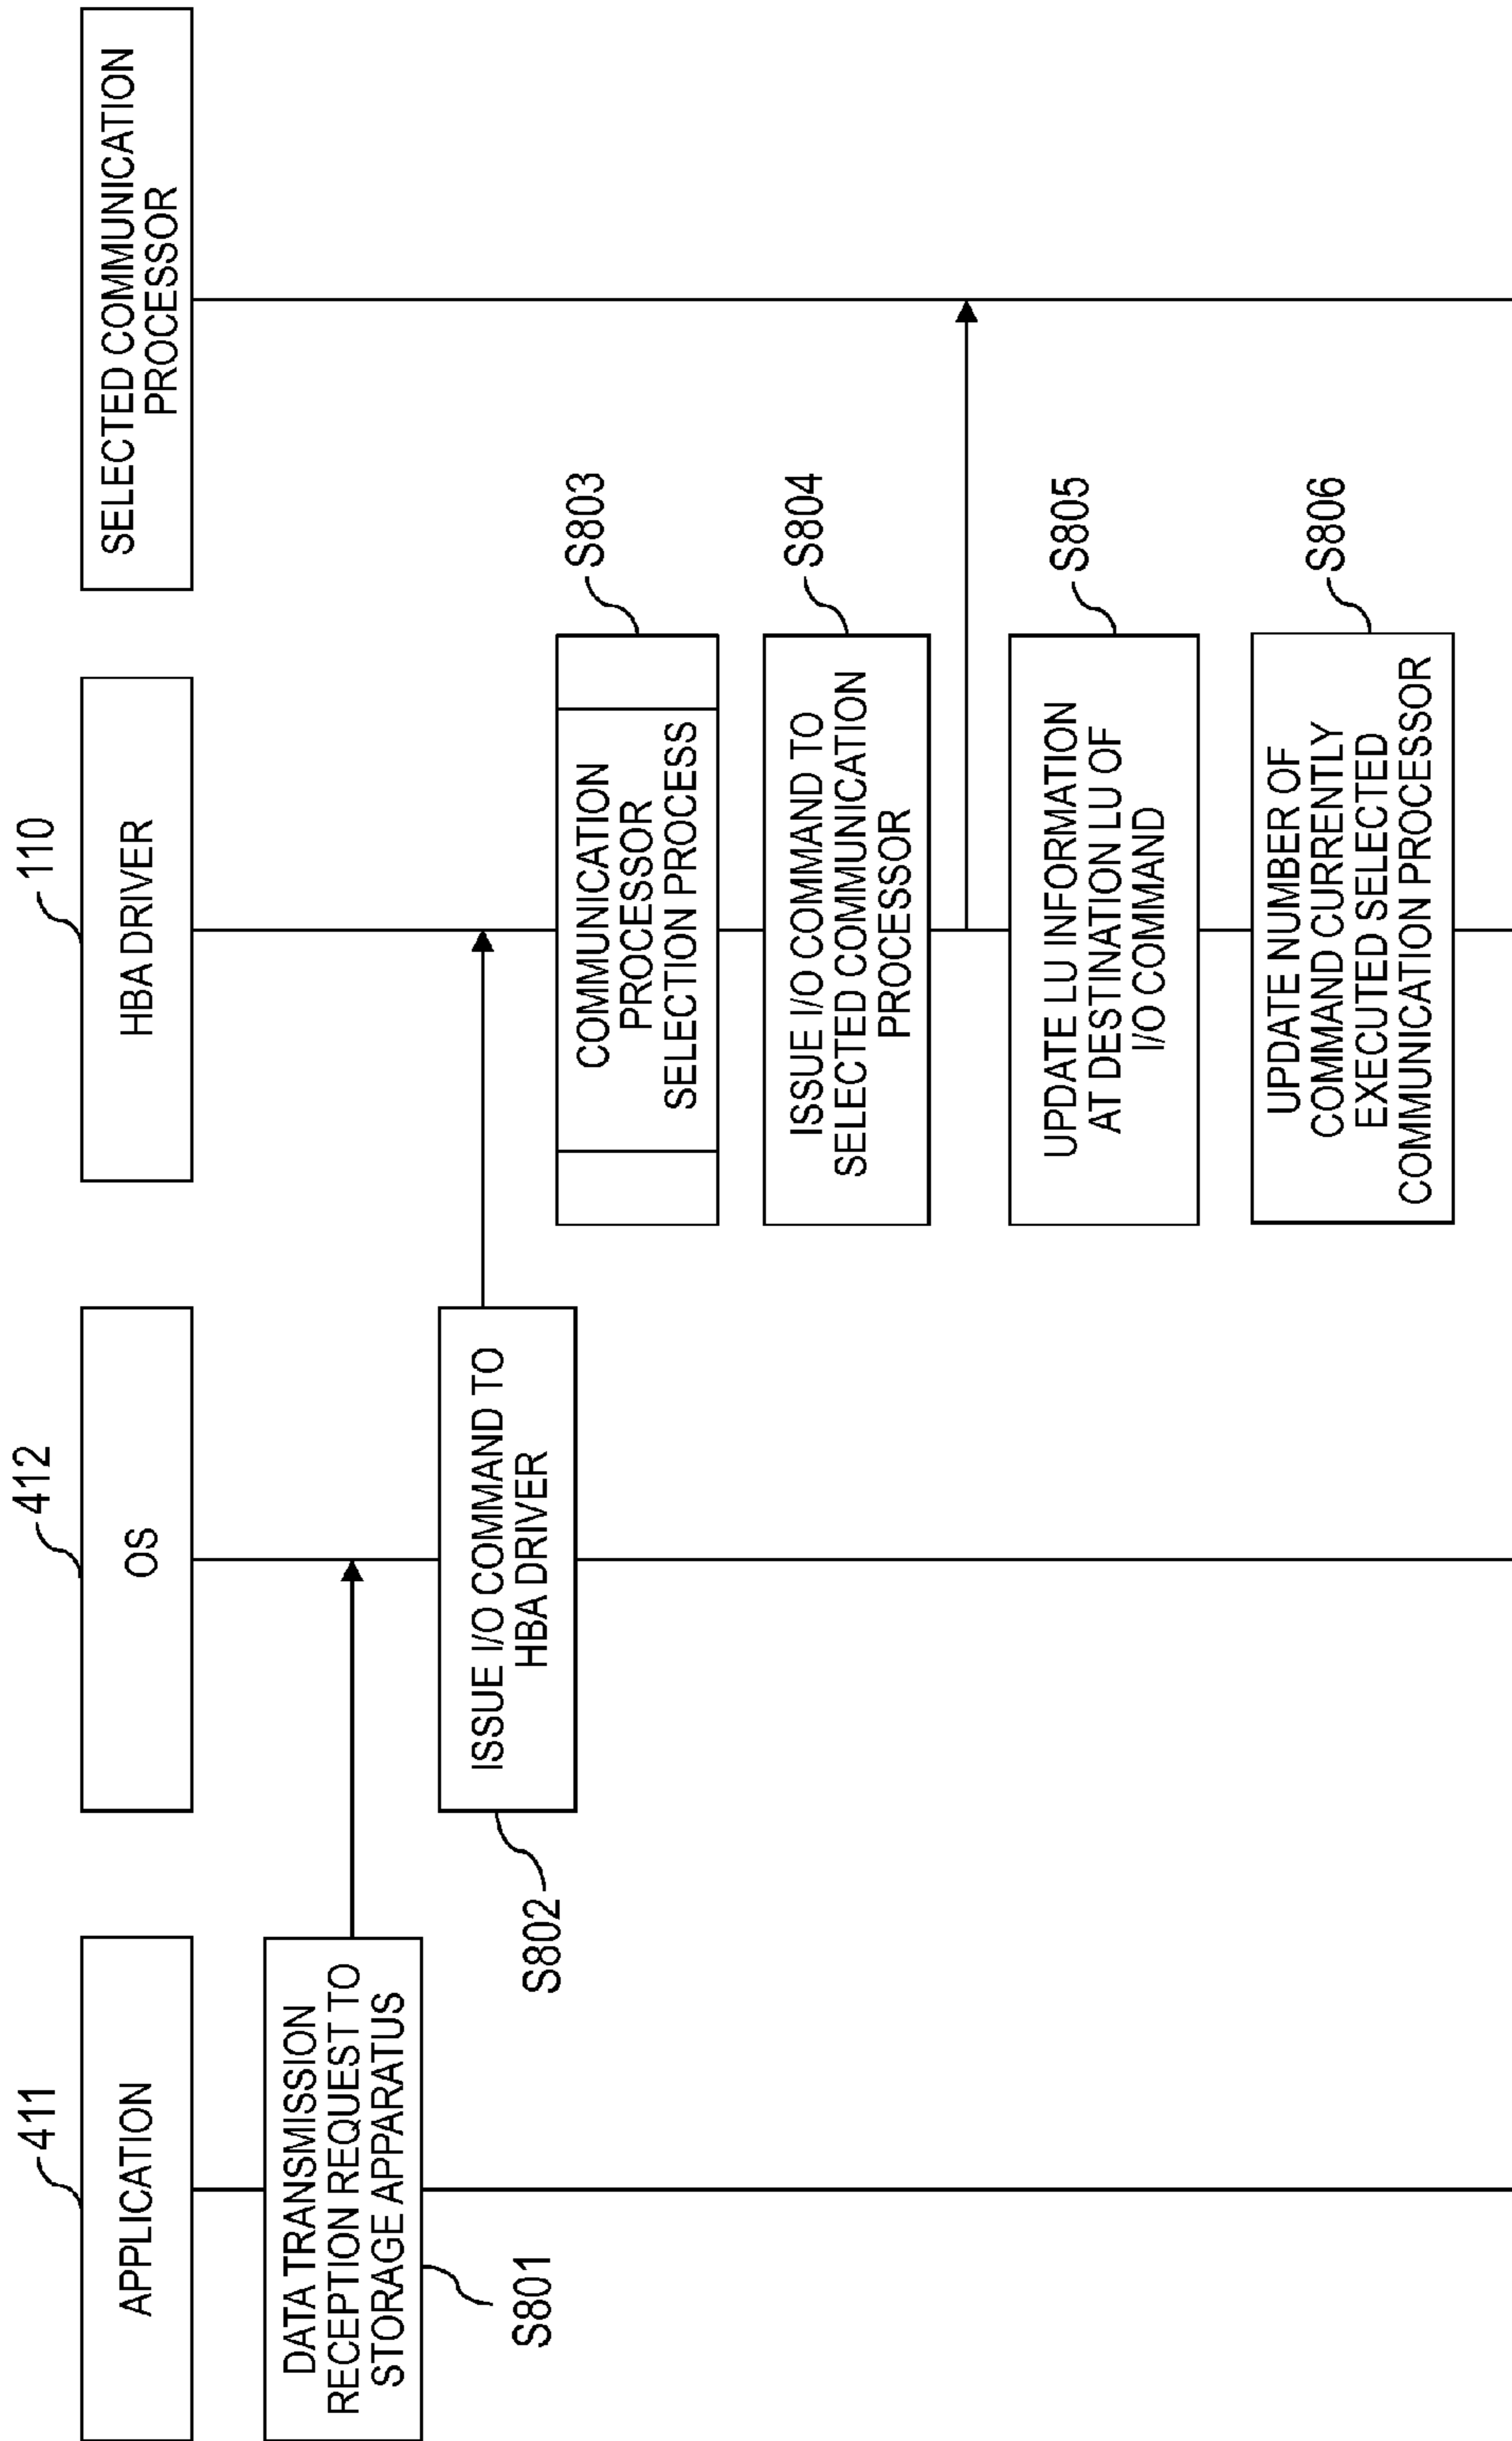 411
APPLICATION
412
OS
110
HBA DRIVER
SELECTED COMMUNICATION
PROCESSOR
DATA TRANSMISSION
RECEPTION REQUEST TO
STORAGE APPARATUS
S801
ISSUE I/O COMMAND TO
HBA DRIVER
S802
COMMUNICATION
PROCESSOR
SELECTION PROCESS
S803
ISSUE I/O COMMAND TO
SELECTED COMMUNICATION
PROCESSOR
S804
UPDATE LU INFORMATION
AT DESTINATION LU OF
I/O COMMAND
S805
UPDATE NUMBER OF
COMMAND CURRENTLY
EXECUTED SELECTED
COMMUNICATION PROCESSOR
S806